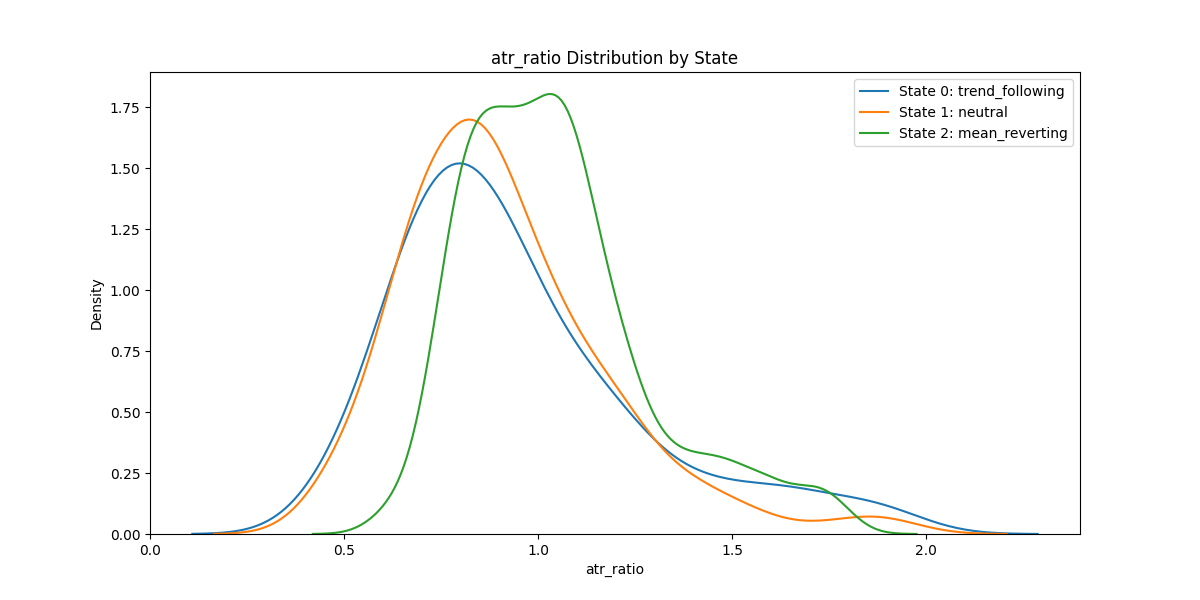 atr_ratio Distribution by State
State 0: trend_following
State 1: neutral
State 2: mean_reverting
Density
1.75
1.50
1.25
1.00
0.75
0.50
0.25
0.00
0.0 0.5 1.0 1.5 2.0
atr_ratio